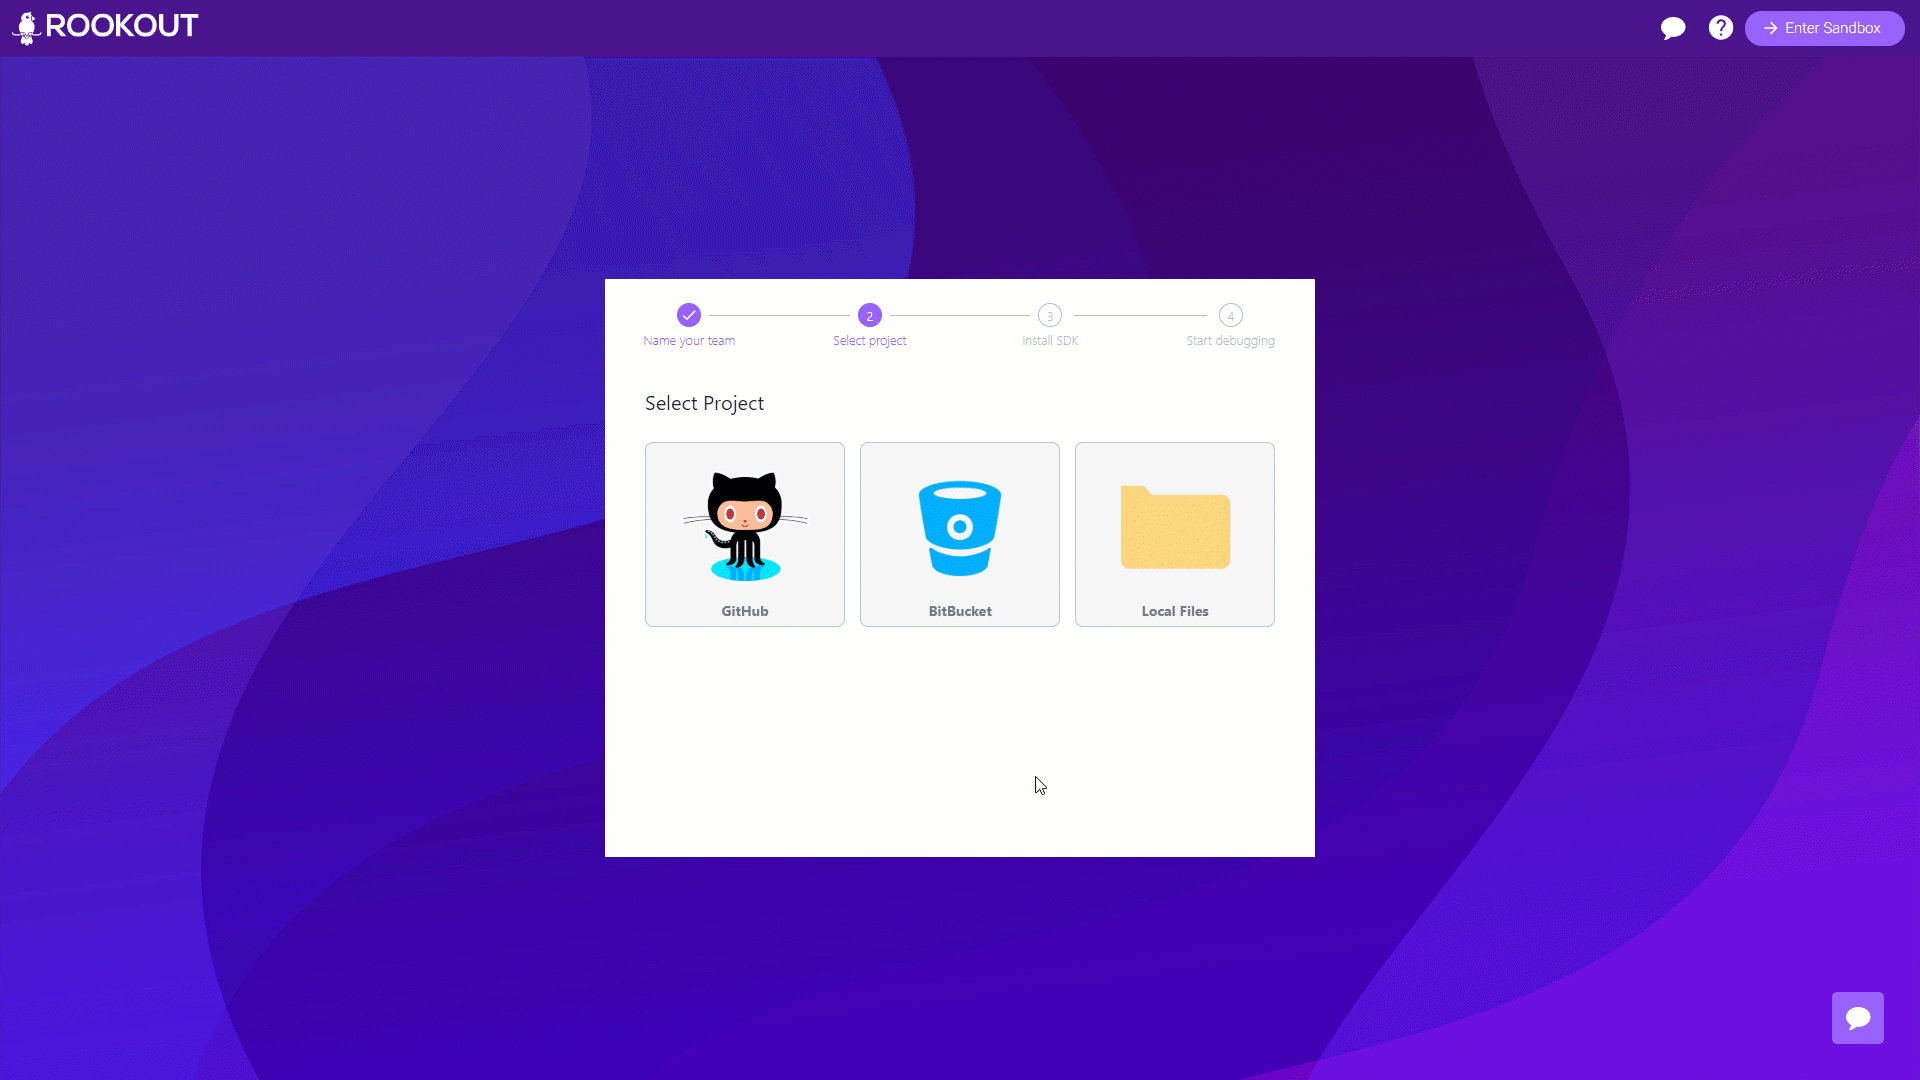 ROOKOUT
? → Enter Sandbox
2 3 4
Name your team Select project Install SDK Start debugging
Select Project
GitHub BitBucket Local Files